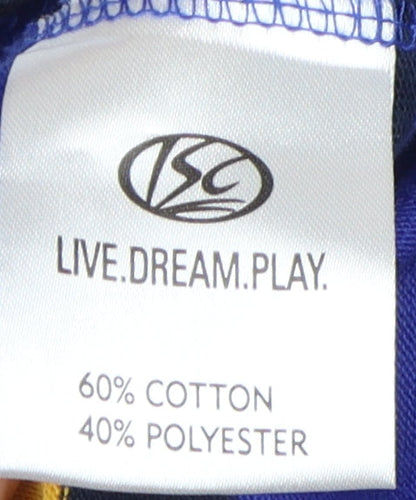 ISC
LIVE.DREAM.PLAY.
60% COTTON
40% POLYESTER